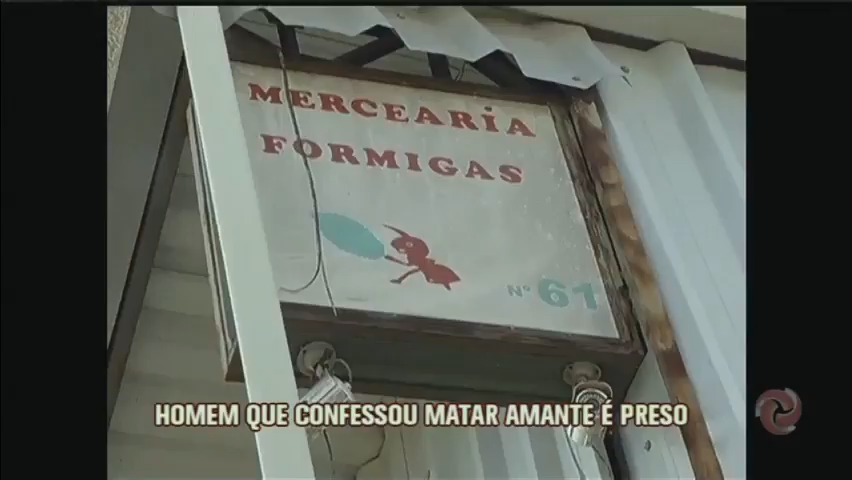 MERCEARIA
FORMIGAS
Nº 61
HOMEM QUE CONFESSOU MATAR AMANTE É PRESO